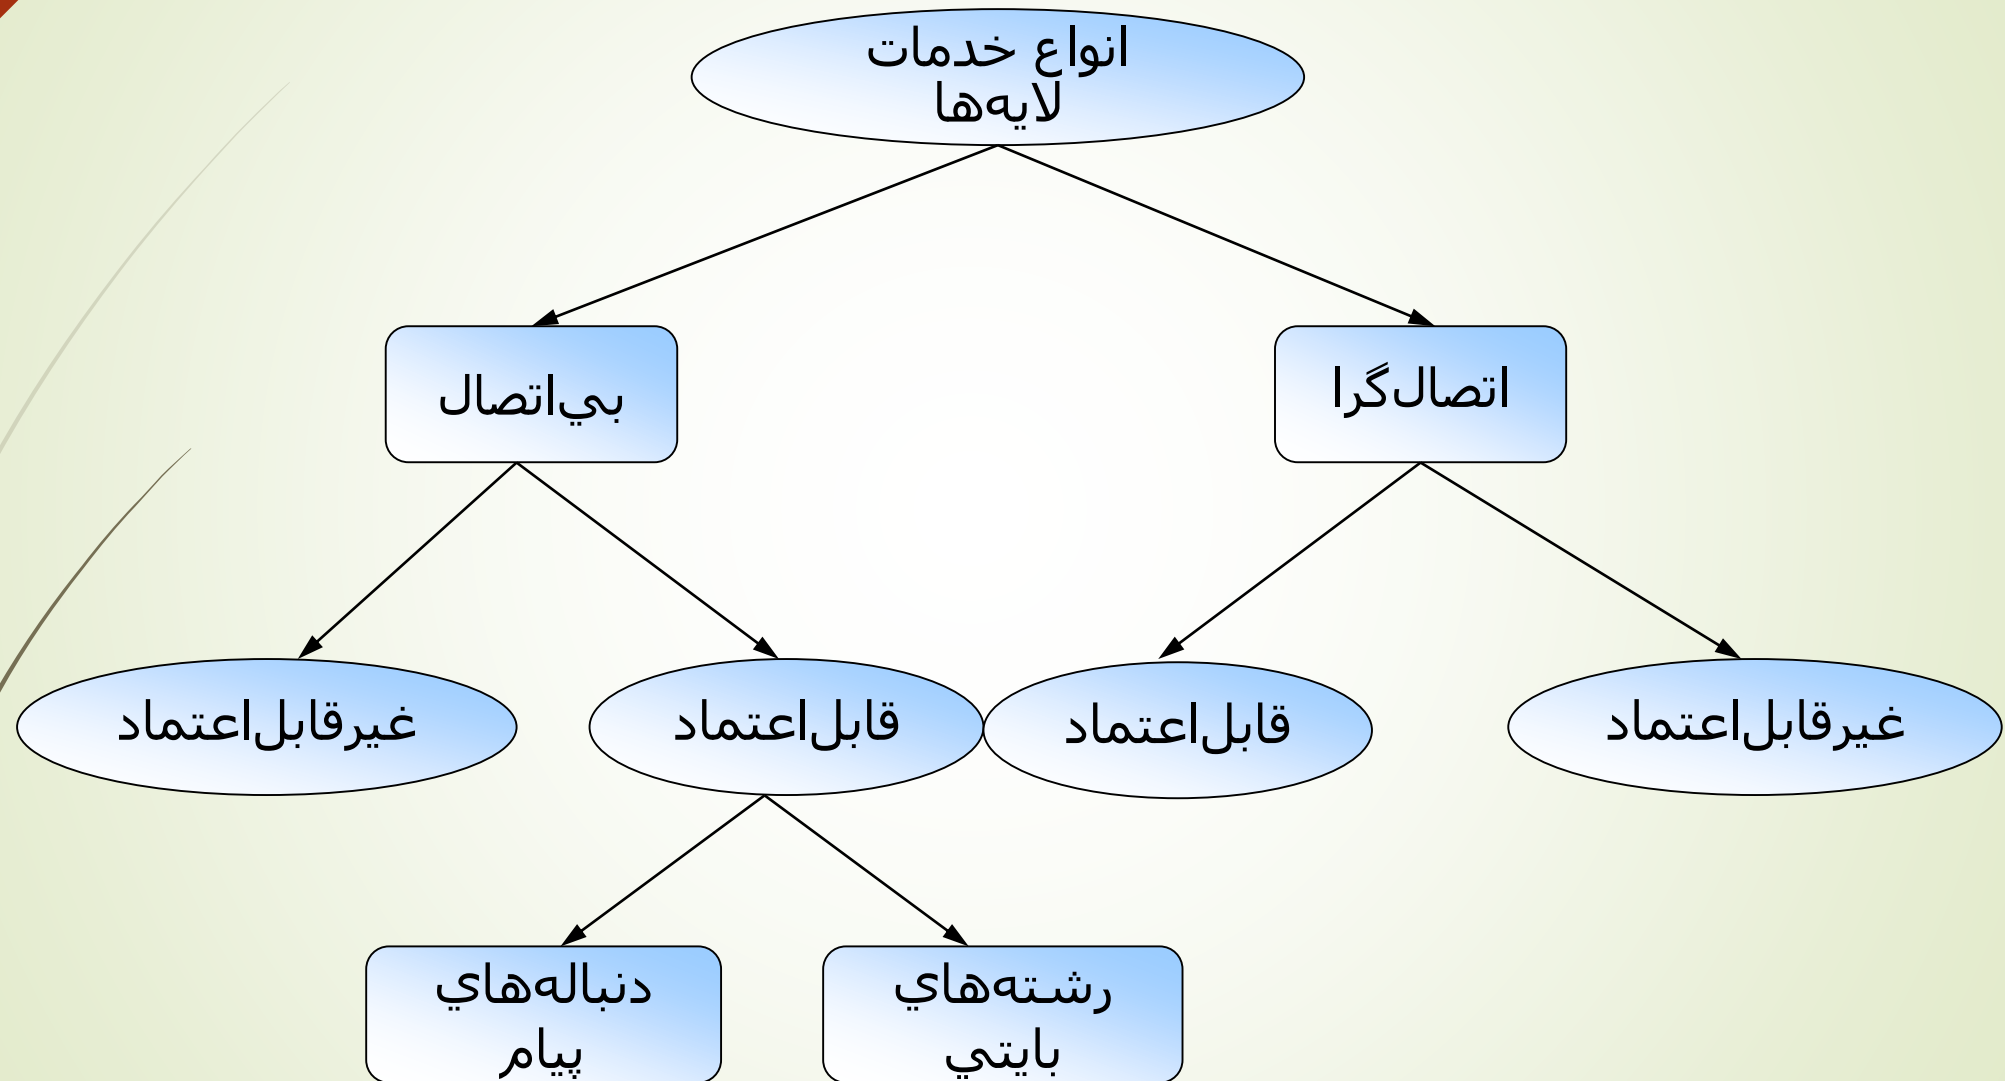 انواع خدمات
لایه‌ها
اتصال‌گرا
بي‌اتصال
غیرقابل‌اعتماد
قابل‌اعتماد
قابل‌اعتماد
غیرقابل‌اعتماد
رشته‌هاي
بایتي
دنباله‌هاي
پیام